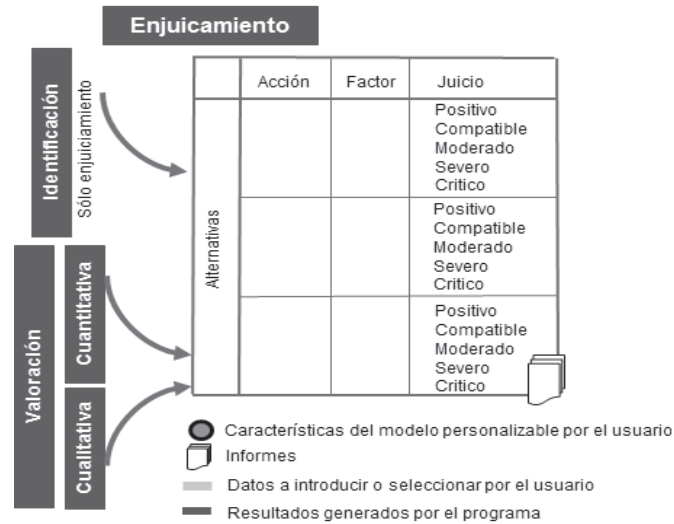 Enjuicamiento
Identificación
Sólo enjuiciamiento
Acción Factor Juicio
Alternativas
Positivo
Compatible
Moderado
Severo
Critico
Positivo
Compatible
Moderado
Severo
Critico
Positivo
Compatible
Moderado
Severo
Critico
Valoración
Cuantitativa
Cualitativa
Características del modelo personalizable por el usuario
Informes
Datos a introducir o seleccionar por el usuario
Resultados generados por el programa